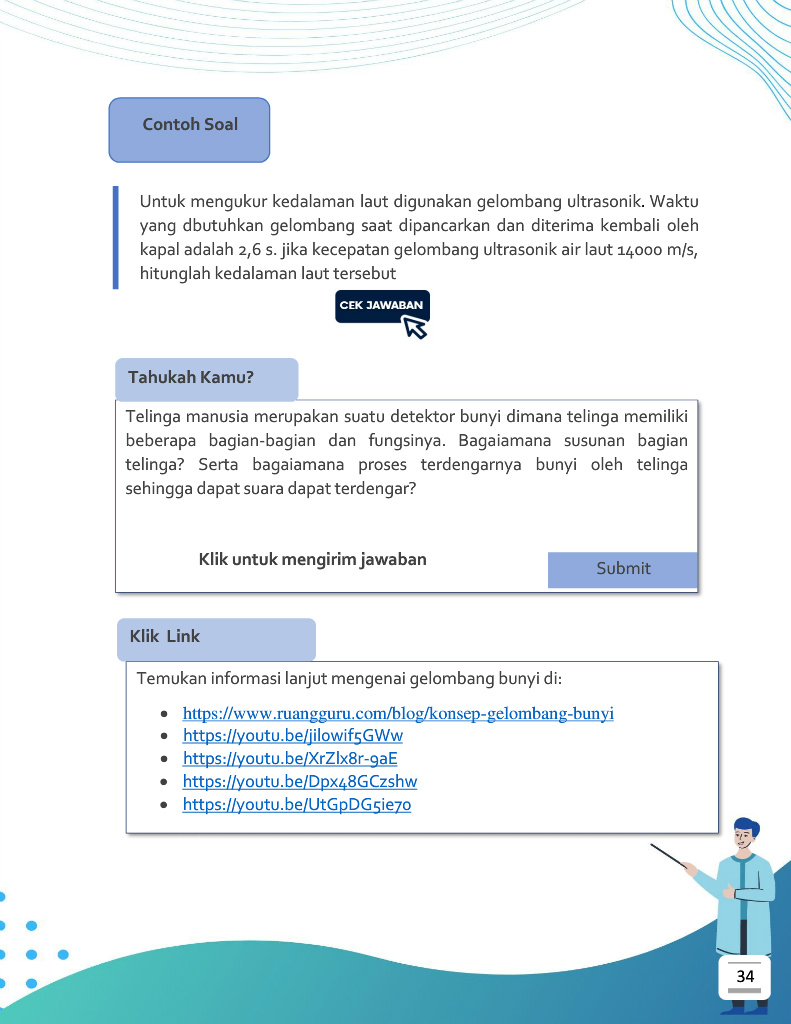 Contoh Soal
Untuk mengukur kedalaman laut digunakan gelombang ultrasonik. Waktu
yang dbutuhkan gelombang saat dipancarkan dan diterima kembali oleh
kapal adalah 2,6 s. jika kecepatan gelombang ultrasonik air laut 14000 m/s,
hitunglah kedalaman laut tersebut
CEK JAWABAN
Tahukah Kamu?
Telinga manusia merupakan suatu detektor bunyi dimana telinga memiliki
beberapa bagian-bagian dan fungsinya. Bagaiamana susunan bagian
telinga? Serta bagaiamana proses terdengarnya bunyi oleh telinga
sehingga dapat suara dapat terdengar?
Klik untuk mengirim jawaban
Submit
Klik Link
Temukan informasi lanjut mengenai gelombang bunyi di:
• https://www.ruangguru.com/blog/konsep-gelombang-bunyi
• https://youtu.be/jilowif5GWw
• https://youtu.be/XrZlx8r-9aE
• https://youtu.be/Dpx48GCzshw
• https://youtu.be/UtGpDG5ie7o
34